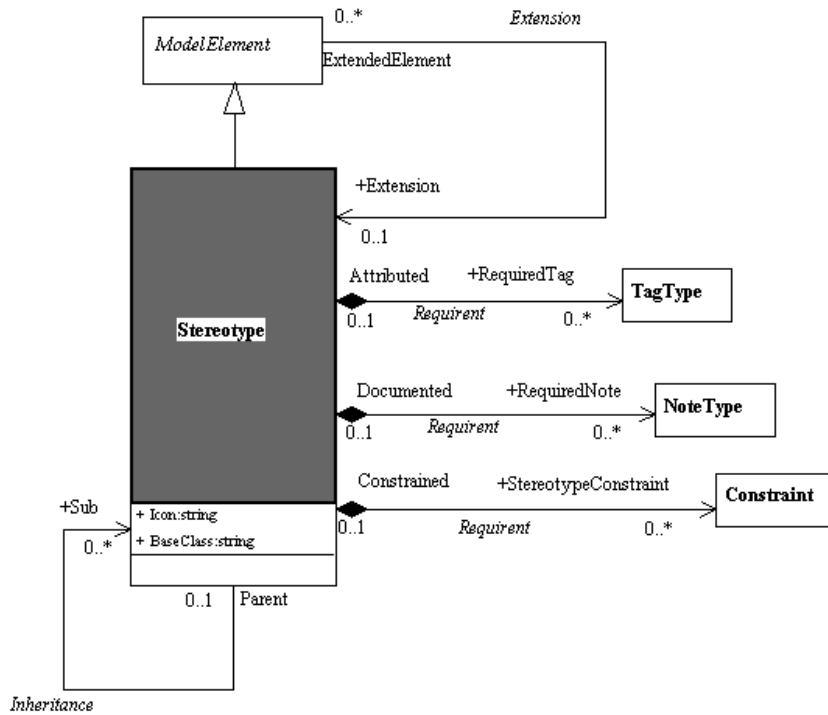 0..*
Extension
ModelElement
ExtendedElement
+Extension
0..1
Attributed
+RequiredTag
TagType
0..1
Requirent
0..*
Stereotype
Documented
+RequiredNote
NoteType
0..1
Requirent
0..*
Constrained
+StereotypeConstraint
Constraint
+Sub
+ Icon:string
0..1
Requirent
0..*
0..*
+ BaseClass:string
0..1
Parent
Inheritance